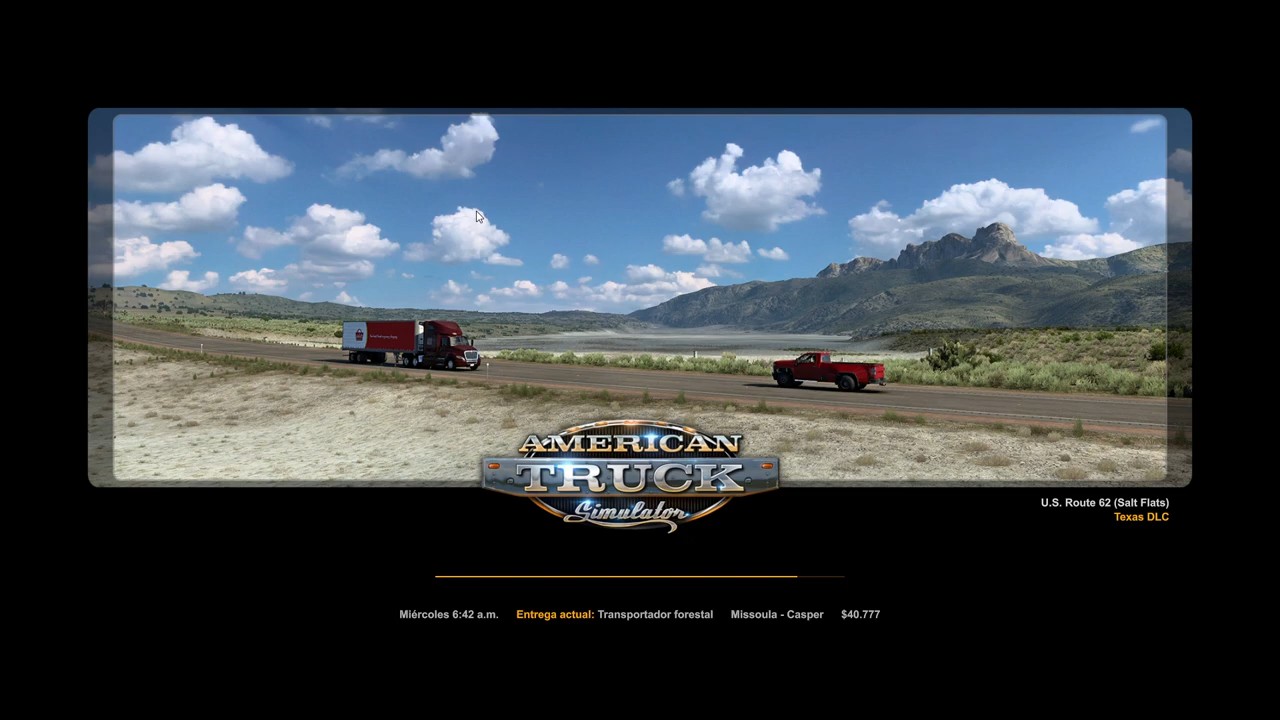 AMERICAN
TRUCK
Simulator
U.S. Route 62 (Salt Flats)
Texas DLC
Miércoles 6:42 a.m. Entrega actual: Transportador forestal Missoula - Casper $40.777